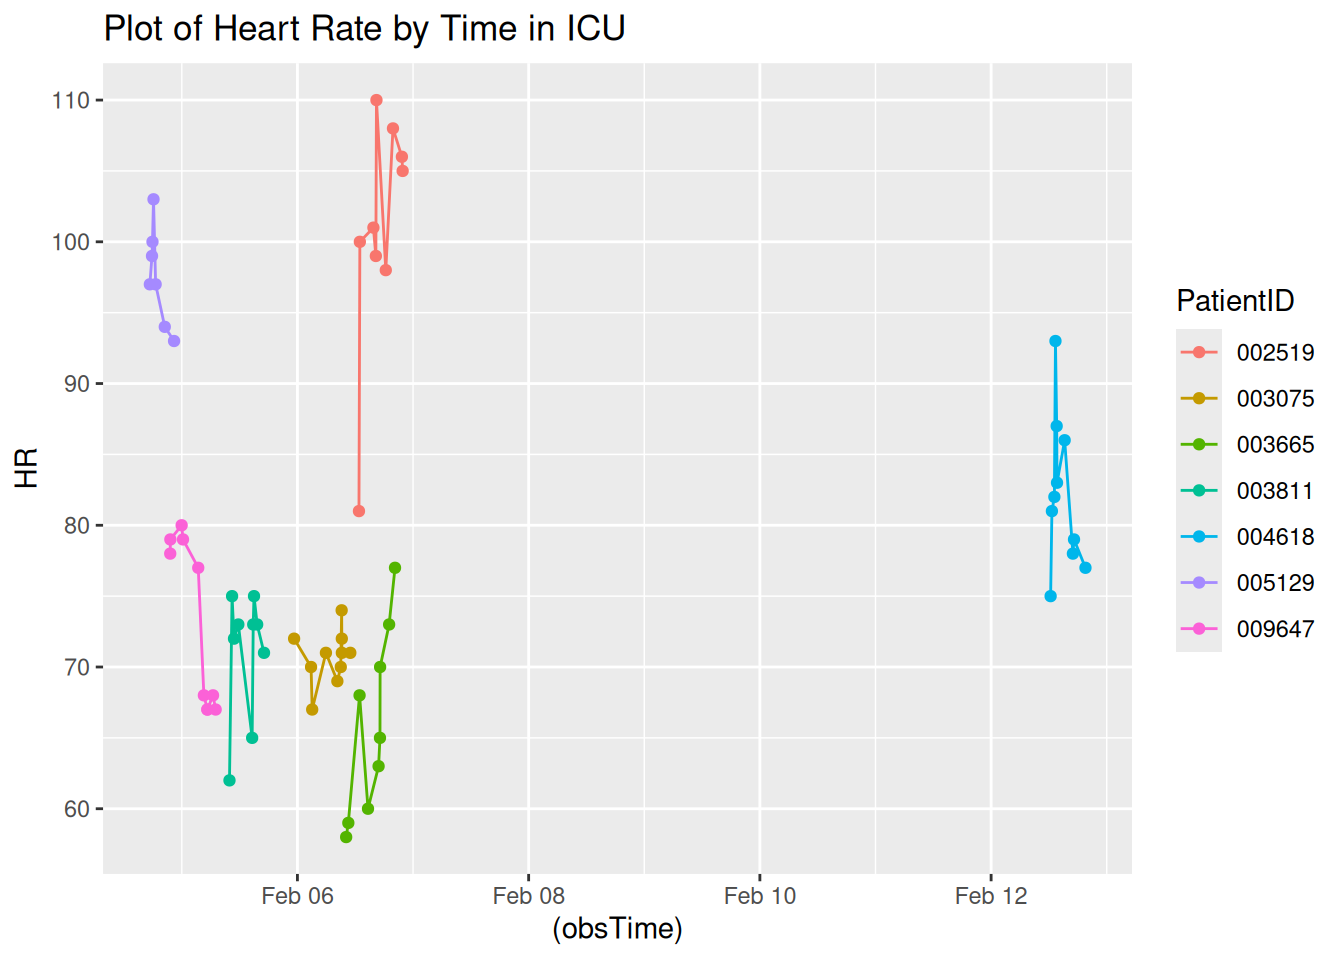 Plot of Heart Rate by Time in ICU
110
100
90
80
70
60
HR
Feb 06
Feb 08
Feb 10
Feb 12
(obsTime)
PatientID
002519
003075
003665
003811
004618
005129
009647